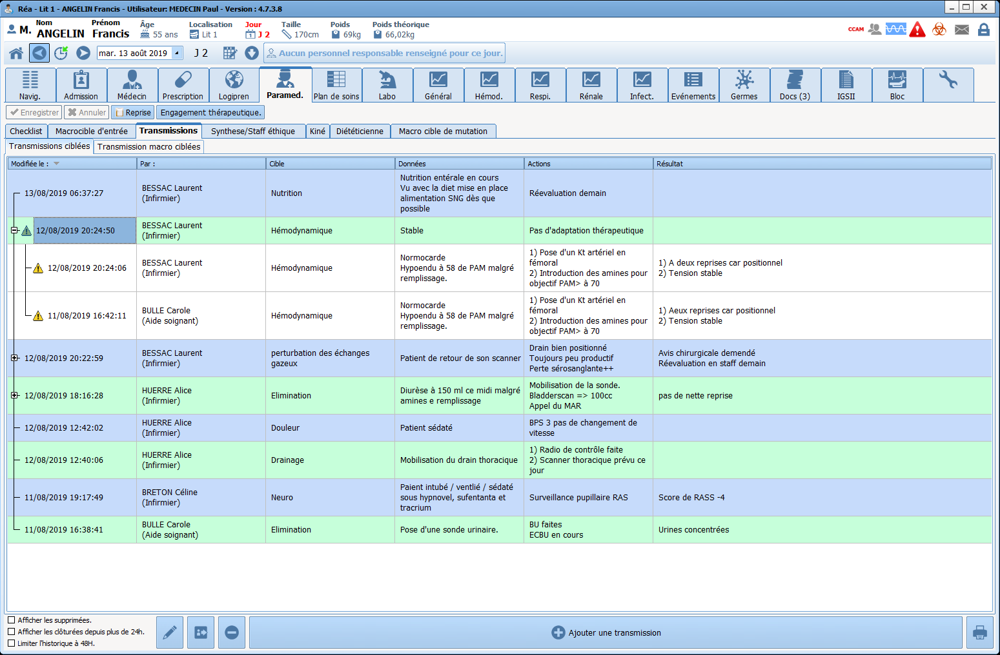 Réa - Lit 1 - ANGELIN Francis - Utilisateur: MEDECIN Paul - Version : 4.7.3.8
M.
Nom
ANGELIN
Prénom
Francis
Âge
55 ans
Localisation
Lit 1
Jour
J 2
Taille
170cm
Poids
69kg
Poids théorique
66,02kg
CCAM
mar. 13 août 2019
J 2
Aucun personnel responsable renseigné pour ce jour.
Navig.
Admission
Médecin
Prescription
Logipren
Paramed.
Plan de soins
Labo
Général
Hémod.
Respi.
Rénale
Infect.
Evénements
Germes
Docs (3)
IGSII
Bloc
Enregistrer
Annuler
Reprise
Engagement thérapeutique.
Checklist
Macrocible d'entrée
Transmissions
Synthese/Staff éthique
Kiné
Diététicienne
Macro cible de mutation
Transmissions ciblées
Transmission macro ciblées
Modifiée le :
Par :
Cible
Données
Actions
Résultat
13/08/2019 06:37:27
BESSAC Laurent
(Infirmier)
Nutrition
Nutrition entérale en cours
Vu avec la diet mise en place
alimentation SNG dès que
possible
Réevaluation demain
12/08/2019 20:24:50
BESSAC Laurent
(Infirmier)
Hémodynamique
Stable
Pas d'adaptation thérapeutique
12/08/2019 20:24:06
BESSAC Laurent
(Infirmier)
Hémodynamique
Normocarde
Hypoendu à 58 de PAM malgré
remplissage.
1) Pose d'un Kt artériel en
fémoral
2) Introduction des amines pour
objectif PAM> à 70
1) A deux reprises car positionnel
2) Tension stable
11/08/2019 16:42:11
BULLE Carole
(Aide soignant)
Hémodynamique
Normocarde
Hypoendu à 58 de PAM malgré
remplissage.
1) Pose d'un Kt artériel en
fémoral
2) Introduction des amines pour
objectif PAM> à 70
1) Aeux reprises car positionnel
2) Tension stable
12/08/2019 20:22:59
BESSAC Laurent
(Infirmier)
perturbation des échanges
gazeux
Patient de retour de son scanner
Drain bien positionné
Toujours peu productif
Perte sérosanglante++
Avis chirurgicale demendé
Réevaluation en staff demain
12/08/2019 18:16:28
HUERRE Alice
(Infirmier)
Elimination
Diurèse à 150 ml ce midi malgré
amines e remplissage
Mobilisation de la sonde.
Bladderscan => 100cc
Appel du MAR
pas de nette reprise
12/08/2019 12:42:02
HUERRE Alice
(Infirmier)
Douleur
Patient sédaté
BPS 3 pas de changement de
vitesse
12/08/2019 12:40:06
HUERRE Alice
(Infirmier)
Drainage
Mobilisation du drain thoracique
1) Radio de contrôle faite
2) Scanner thoracique prévu ce
jour
11/08/2019 19:17:49
BRETON Céline
(Infirmier)
Neuro
Paient intubé / ventlié / sédaté
sous hypnovel, sufentanta et
tracrium
Surveillance pupillaire RAS
Score de RASS -4
11/08/2019 16:38:41
BULLE Carole
(Aide soignant)
Elimination
Pose d'une sonde urinaire.
BU faites
ECBU en cours
Urines concentrées
Afficher les supprimées.
Afficher les clôturées depuis plus de 24h.
Limiter l'historique à 48H.
Ajouter une transmission